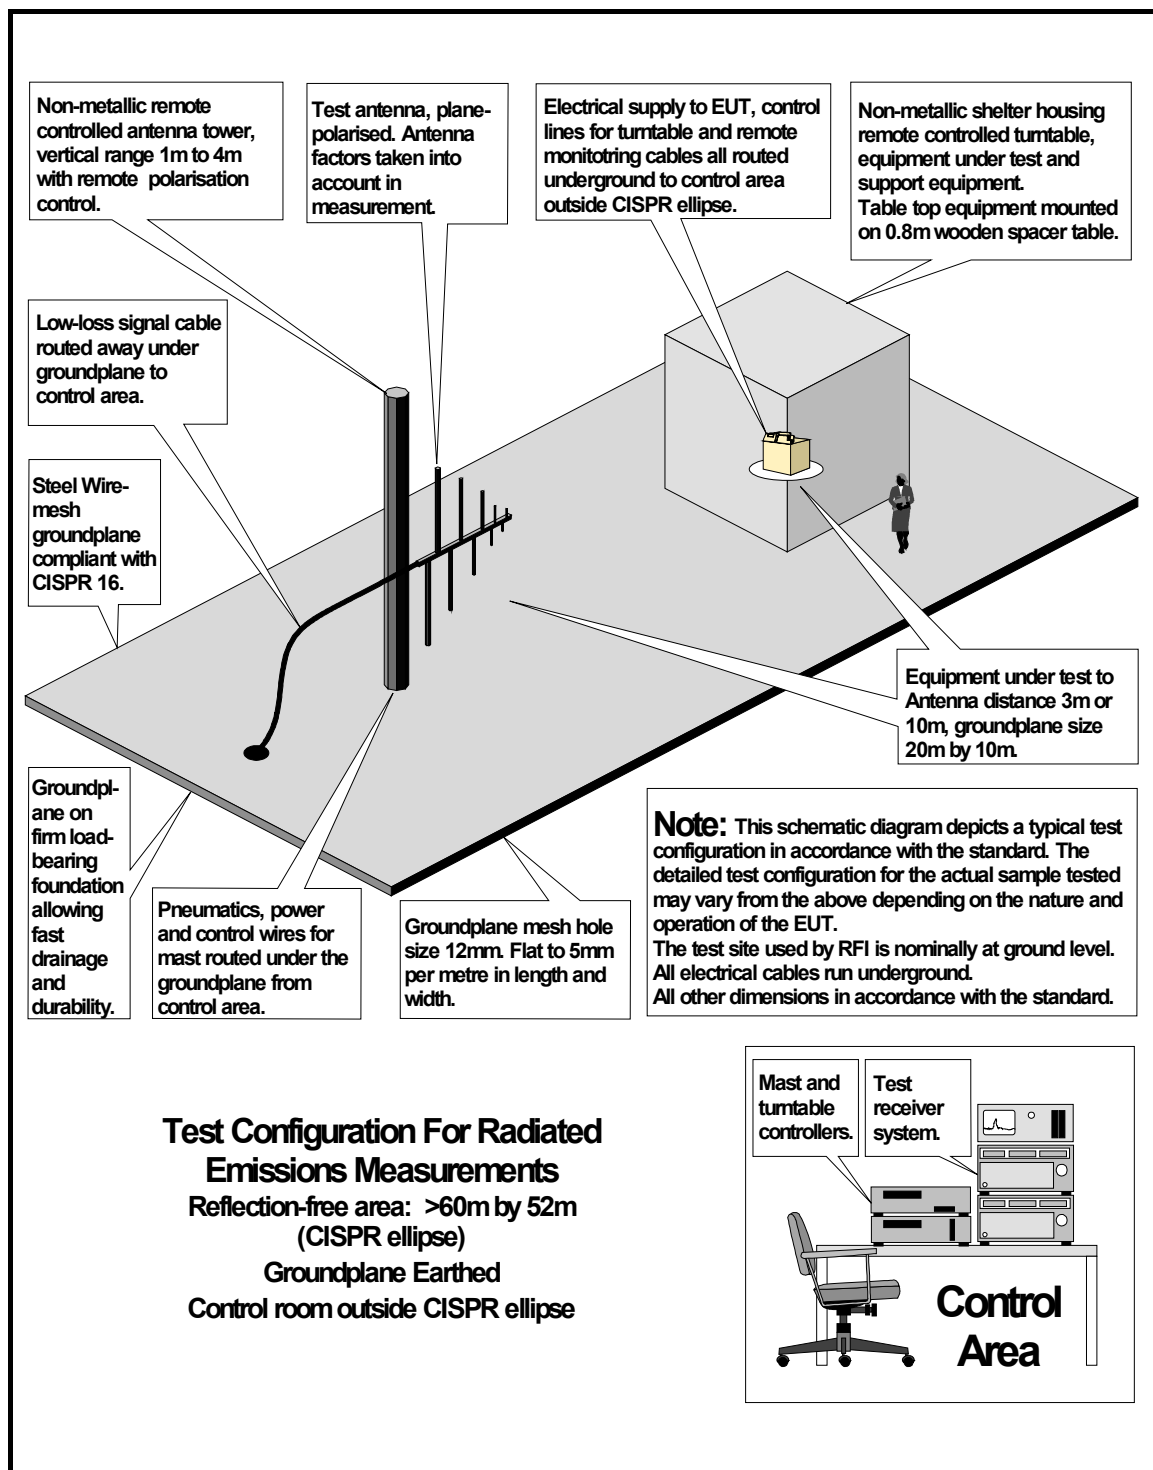 Non-metallic remote
controlled antenna tower,
vertical range 1m to 4m
with remote polarisation
control.
Test antenna, plane-
polarised. Antenna
factors taken into
account in
measurement.
Electrical supply to EUT, control
lines for turntable and remote
monitotring cables all routed
underground to control area
outside CISPR ellipse.
Non-metallic shelter housing
remote controlled turntable,
equipment under test and
support equipment.
Table top equipment mounted
on 0.8m wooden spacer table.
Low-loss signal cable
routed away under
groundplane to
control area.
Steel Wire-
mesh
groundplane
compliant with
CISPR 16.
Equipment under test to
Antenna distance 3m or
10m, groundplane size
20m by 10m.
Groundpl-
ane on
firm load-
bearing
foundation
allowing
fast
drainage
and
durability.
Pneumatics, power
and control wires for
mast routed under the
groundplane from
control area.
Groundplane mesh hole
size 12mm. Flat to 5mm
per metre in length and
width.
Note: This schematic diagram depicts a typical test
configuration in accordance with the standard. The
detailed test configuration for the actual sample tested
may vary from the above depending on the nature and
operation of the EUT.
The test site used by RFI is nominally at ground level.
All electrical cables run underground.
All other dimensions in accordance with the standard.
Test Configuration For Radiated
Emissions Measurements
Reflection-free area: >60m by 52m
(CISPR ellipse)
Groundplane Earthed
Control room outside CISPR ellipse
Mast and
turntable
controllers.
Test
receiver
system.
Control
Area